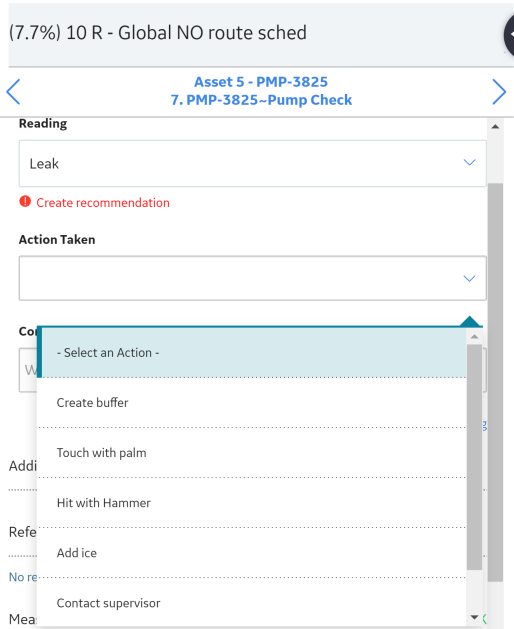 (7.7%) 10 R - Global NO route sched
Asset 5 - PMP-3825
7. PMP-3825~Pump Check
Reading
Leak
Create recommendation
Action Taken
- Select an Action -
Create buffer
Touch with palm
Hit with Hammer
Add ice
Contact supervisor